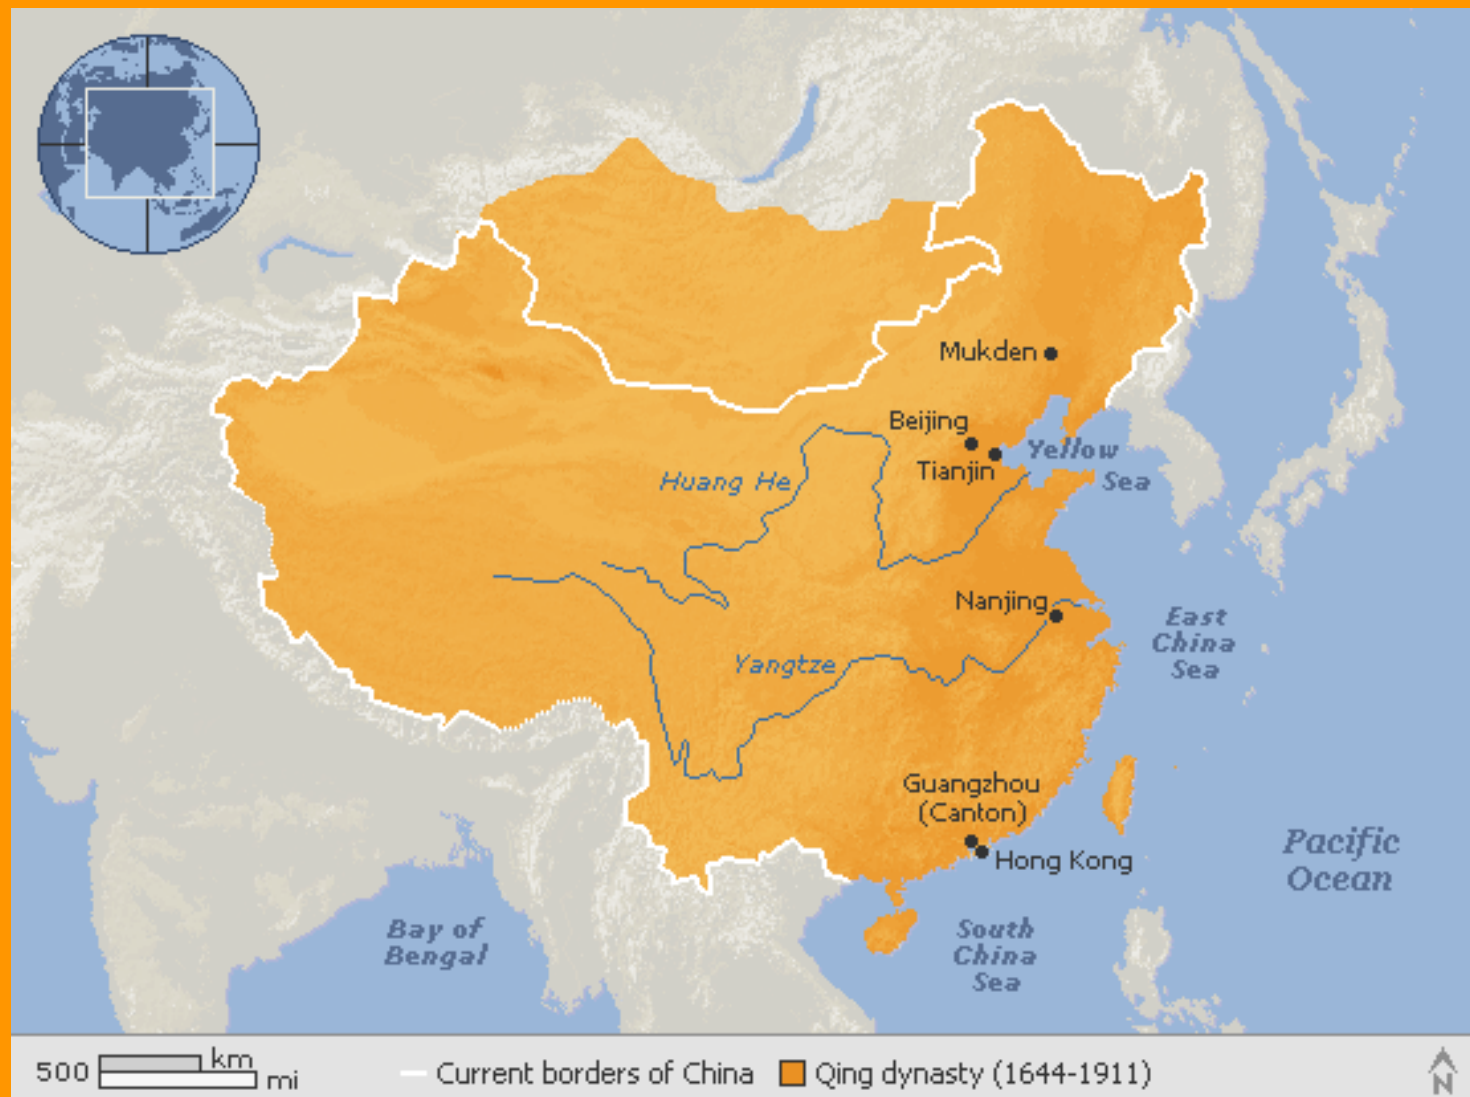 Mukden
Beijing
Tianjin
Yellow
Sea
Huang He
Nanjing
East
China
Sea
Yangtze
Guangzhou
(Canton)
Hong Kong
Pacific
Ocean
Bay of
Bengal
South
China
Sea
500 km
mi
Current borders of China
Qing dynasty (1644-1911)
N